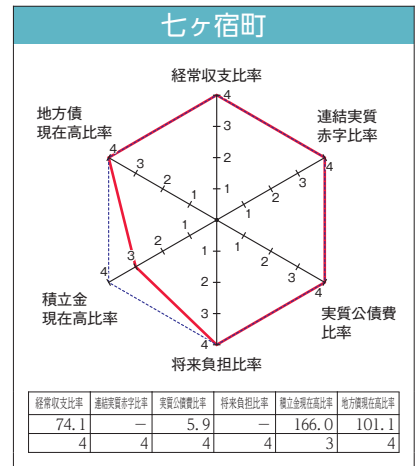 七ヶ宿町
経常収支比率
地方債
現在高比率
連結実質
赤字比率
4
3
2
1
4
3
2
1
4
3
2
1
1
2
3
4
1
2
3
4
1
2
3
4
積立金
現在高比率
実質公債費
比率
将来負担比率
経常収支比率 連結実質赤字比率 実質公債費比率 将来負担比率 積立金現在高比率 地方債現在高比率
74.1 － 5.9 － 166.0 101.1
4 4 4 4 3 4